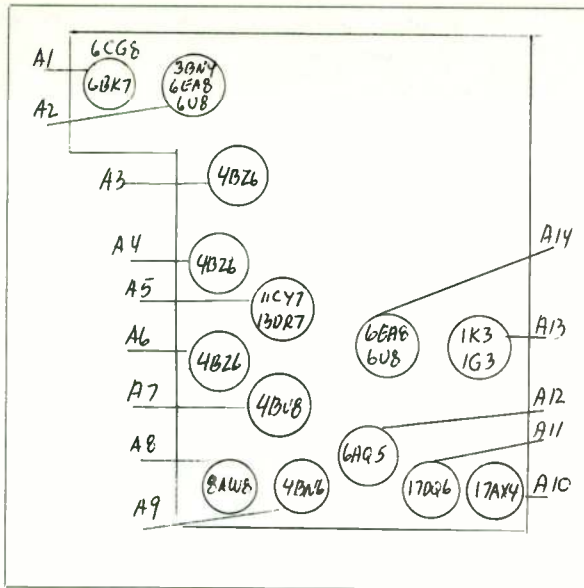 6CG8
A1
6BK7
3BN4
6EA8
6U8
A2
A3
4BZ6
A4
4BZ6
A5
11CY7
13DR7
A14
6EA8
6U8
1K3
1G3
A13
A6
4BZ6
A7
4BU8
A12
6AQ5
A11
A8
8AW8
4BN6
17DQ6
17AX4
A10
A9